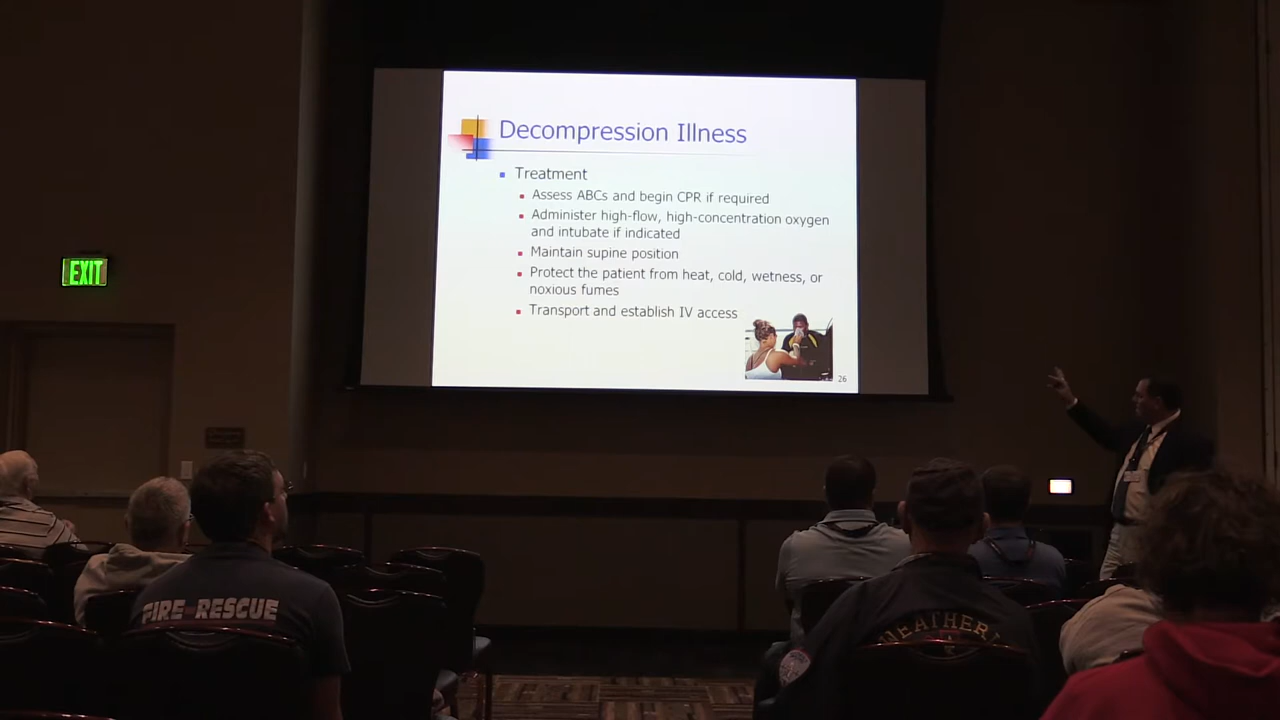 Decompression Illness
Treatment
Assess ABCs and begin CPR if required
Administer high-flow, high-concentration oxygen
and intubate if indicated
Maintain supine position
Protect the patient from heat, cold, wetness, or
noxious fumes
Transport and establish IV access
26
EXIT
FIRE RESCUE